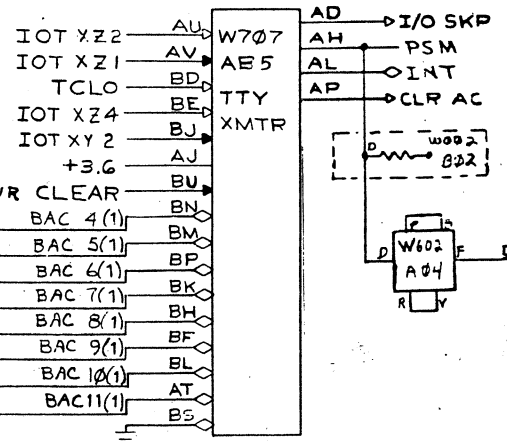 IOT XZ2 AU W707 AD I/O SKP
IOT XZ1 AV AE5 AH PSM
TCLO BD TTY AL INT
IOT XZ4 BE XMTR AP CLR AC
IOT XY 2 BJ
+3.6 AJ
CLEAR BU
BAC 4(1) BN
BAC 5(1) BM
BAC 6(1) BP
BAC 7(1) BK
BAC 8(1) BH
BAC 9(1) BF
BAC 10(1) BL
BAC11(1) AT
BS
D W002
B02
D W602 F
A04
R V